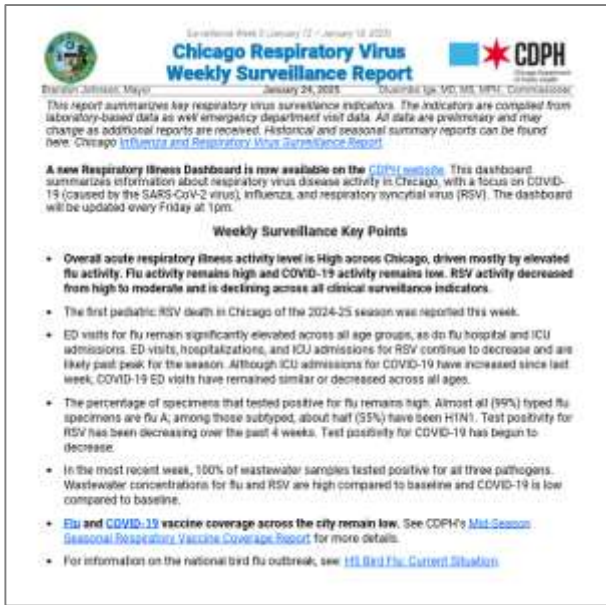 Surveillance Week 3 (January 12 – January 18, 2025)
Chicago Respiratory Virus
Weekly Surveillance Report
CDPH
Chicago Department
of Public Health
Brandon Johnson, Mayor January 24, 2025 Olusimbo Ige, MD, MS, MPH, Commissioner
This report summarizes key respiratory virus surveillance indicators. The indicators are compiled from
laboratory-based data as well emergency department visit data. All data are preliminary and may
change as additional reports are received. Historical and seasonal summary reports can be found
here: Chicago Influenza and Respiratory Virus Surveillance Report
A new Respiratory Illness Dashboard is now available on the CDPH website. This dashboard
summarizes information about respiratory virus disease activity in Chicago, with a focus on COVID-
19 (caused by the SARS-CoV-2 virus), influenza, and respiratory syncytial virus (RSV). The dashboard
will be updated every Friday at 1pm.
Weekly Surveillance Key Points
• Overall acute respiratory illness activity level is High across Chicago, driven mostly by elevated
flu activity. Flu activity remains high and COVID-19 activity remains low. RSV activity decreased
from high to moderate and is declining across all clinical surveillance indicators.
• The first pediatric RSV death in Chicago of the 2024-25 season was reported this week.
• ED visits for flu remain significantly elevated across all age groups, as do flu hospital and ICU
admissions. ED visits, hospitalizations, and ICU admissions for RSV continue to decrease and are
likely past peak for the season. Although ICU admissions for COVID-19 have increased since last
week, COVID-19 ED visits have remained similar or decreased across all ages.
• The percentage of specimens that tested positive for flu remains high. Almost all (99%) typed flu
specimens are flu A; among those subtyped, about half (55%) have been H1N1. Test positivity for
RSV has been decreasing over the past 4 weeks. Test positivity for COVID-19 has begun to
decrease.
• In the most recent week, 100% of wastewater samples tested positive for all three pathogens.
Wastewater concentrations for flu and RSV are high compared to baseline and COVID-19 is low
compared to baseline.
• Flu and COVID-19 vaccine coverage across the city remain low. See CDPH's Mid-Season
Seasonal Respiratory Vaccine Coverage Report for more details.
• For information on the national bird flu outbreak, see: H5 Bird Flu: Current Situation